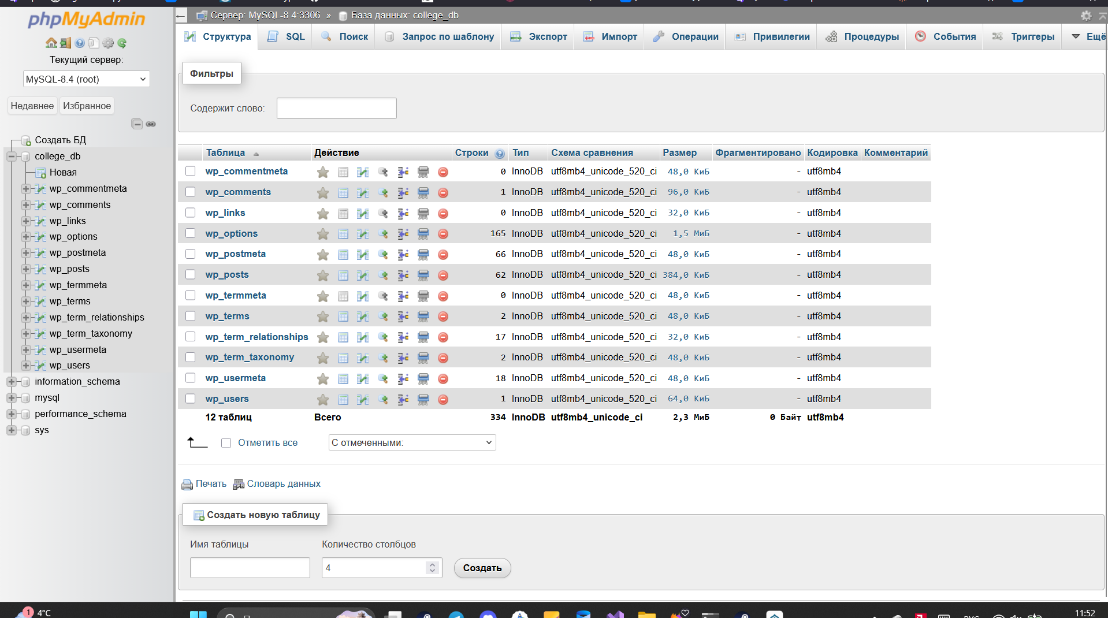 phpMyAdmin
Текущий сервер:
MySQL-8.4 (root)
Недавнее Избранное
Создать БД
college_db
Новая
wp_commentmeta
wp_comments
wp_links
wp_options
wp_postmeta
wp_posts
wp_termmeta
wp_terms
wp_term_relationships
wp_term_taxonomy
wp_usermeta
wp_users
information_schema
mysql
performance_schema
sys
Сервер: MySQL-8.4:3306 » База данных: college_db
Структура SQL Поиск Запрос по шаблону Экспорт Импорт Операции Привилегии Процедуры События Триггеры Ещё
Фильтры
Содержит слово:
Таблица Действие Строки Тип Схема сравнения Размер Фрагментировано Кодировка Комментарий
wp_commentmeta 0 InnoDB utf8mb4_unicode_520_ci 48,0 КиБ - utf8mb4
wp_comments 1 InnoDB utf8mb4_unicode_520_ci 96,0 КиБ - utf8mb4
wp_links 0 InnoDB utf8mb4_unicode_520_ci 32,0 КиБ - utf8mb4
wp_options 165 InnoDB utf8mb4_unicode_520_ci 1,5 МиБ - utf8mb4
wp_postmeta 66 InnoDB utf8mb4_unicode_520_ci 48,0 КиБ - utf8mb4
wp_posts 62 InnoDB utf8mb4_unicode_520_ci 384,0 КиБ - utf8mb4
wp_termmeta 0 InnoDB utf8mb4_unicode_520_ci 48,0 КиБ - utf8mb4
wp_terms 2 InnoDB utf8mb4_unicode_520_ci 48,0 КиБ - utf8mb4
wp_term_relationships 17 InnoDB utf8mb4_unicode_520_ci 32,0 КиБ - utf8mb4
wp_term_taxonomy 2 InnoDB utf8mb4_unicode_520_ci 48,0 КиБ - utf8mb4
wp_usermeta 18 InnoDB utf8mb4_unicode_520_ci 48,0 КиБ - utf8mb4
wp_users 1 InnoDB utf8mb4_unicode_520_ci 64,0 КиБ - utf8mb4
12 таблиц Всего 334 InnoDB utf8mb4_unicode_ci 2,3 МиБ 0 Байт utf8mb4
Отметить все С отмеченными:
Печать Словарь данных
Создать новую таблицу
Имя таблицы Количество столбцов
4 Создать
1 4°C 11:52